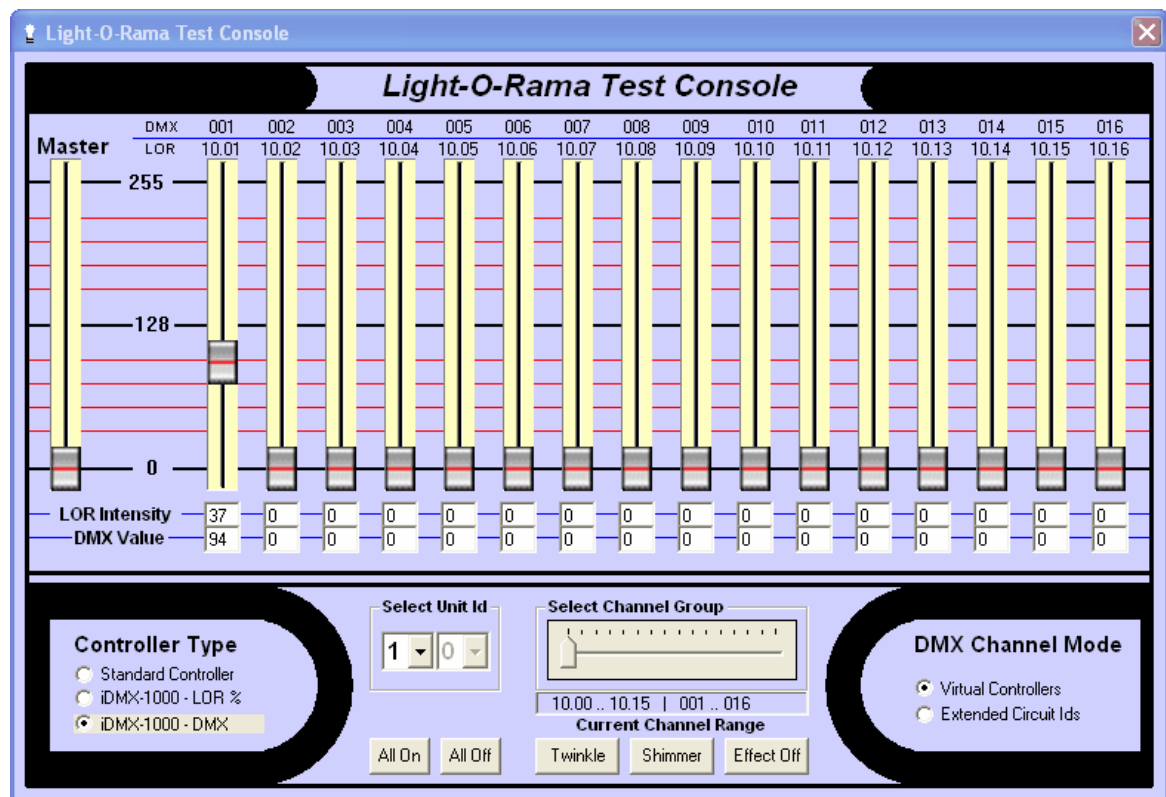 Light-O-Rama Test Console
Light-O-Rama Test Console
DMX 001 002 003 004 005 006 007 008 009 010 011 012 013 014 015 016
Master LOR 10.01 10.02 10.03 10.04 10.05 10.06 10.07 10.08 10.09 10.10 10.11 10.12 10.13 10.14 10.15 10.16
255
128
0
LOR Intensity 37 0 0 0 0 0 0 0 0 0 0 0 0 0 0 0
DMX Value 94 0 0 0 0 0 0 0 0 0 0 0 0 0 0 0
Controller Type
Standard Controller
iDMX-1000 - LOR %
iDMX-1000 - DMX
Select Unit Id
1 0
All On All Off
Select Channel Group
10.00 .. 10.15 | 001 .. 016
Current Channel Range
Twinkle Shimmer Effect Off
DMX Channel Mode
Virtual Controllers
Extended Circuit Ids